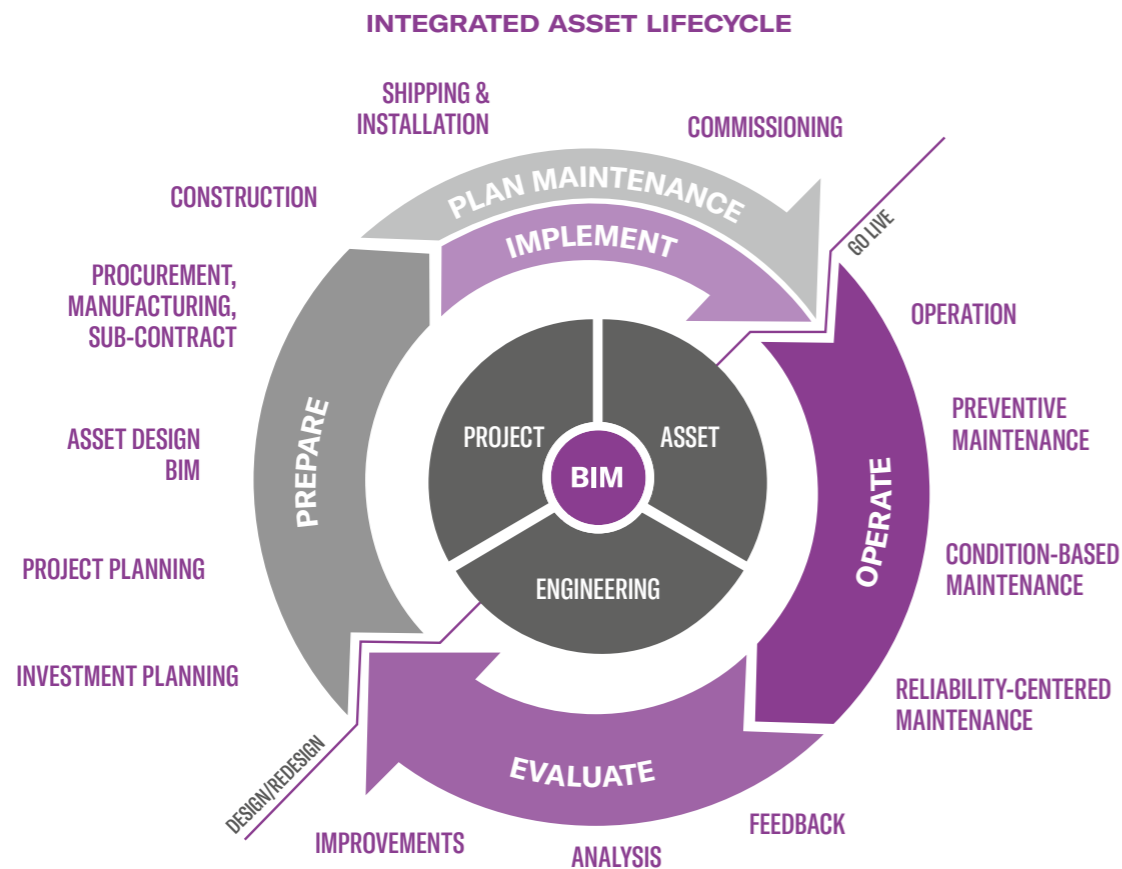 INTEGRATED ASSET LIFECYCLE
SHIPPING &
INSTALLATION
COMMISSIONING
CONSTRUCTION
PLAN MAINTENANCE
IMPLEMENT
GO LIVE
PROCUREMENT,
MANUFACTURING,
SUB-CONTRACT
OPERATION
PREPARE
PROJECT
ASSET
BIM
ENGINEERING
OPERATE
PREVENTIVE
MAINTENANCE
ASSET DESIGN
BIM
CONDITION-BASED
MAINTENANCE
PROJECT PLANNING
INVESTMENT PLANNING
RELIABILITY-CENTERED
MAINTENANCE
DESIGN/REDESIGN
EVALUATE
IMPROVEMENTS
ANALYSIS
FEEDBACK